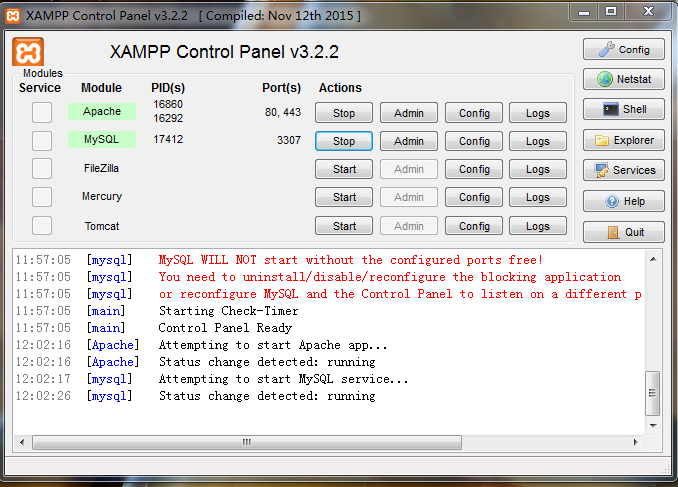 XAMPP Control Panel v3.2.2 [ Compiled: Nov 12th 2015 ]
XAMPP Control Panel v3.2.2
Config
Modules
Service Module PID(s) Port(s) Actions
Netstat
Apache 16860 16292 80, 443 Stop Admin Config Logs
Shell
MySQL 17412 3307 Stop Admin Config Logs
Explorer
FileZilla Start Admin Config Logs
Services
Mercury Start Admin Config Logs
Help
Tomcat Start Admin Config Logs
Quit
11:57:05 [mysql] MySQL WILL NOT start without the configured ports free!
11:57:05 [mysql] You need to uninstall/disable/reconfigure the blocking application
11:57:05 [mysql] or reconfigure MySQL and the Control Panel to listen on a different p
11:57:05 [main] Starting Check-Timer
11:57:05 [main] Control Panel Ready
12:02:16 [Apache] Attempting to start Apache app...
12:02:16 [Apache] Status change detected: running
12:02:17 [mysql] Attempting to start MySQL service...
12:02:26 [mysql] Status change detected: running